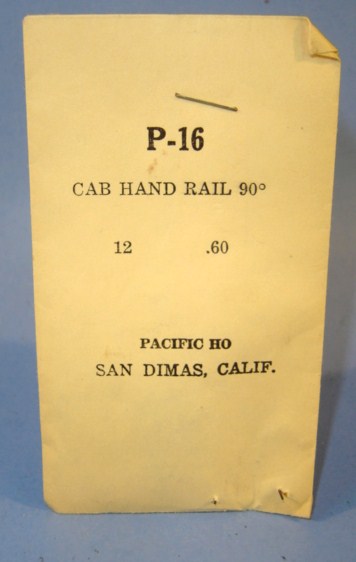 P-16
CAB HAND RAIL 90°
12 .60
PACIFIC HO
SAN DIMAS, CALIF.